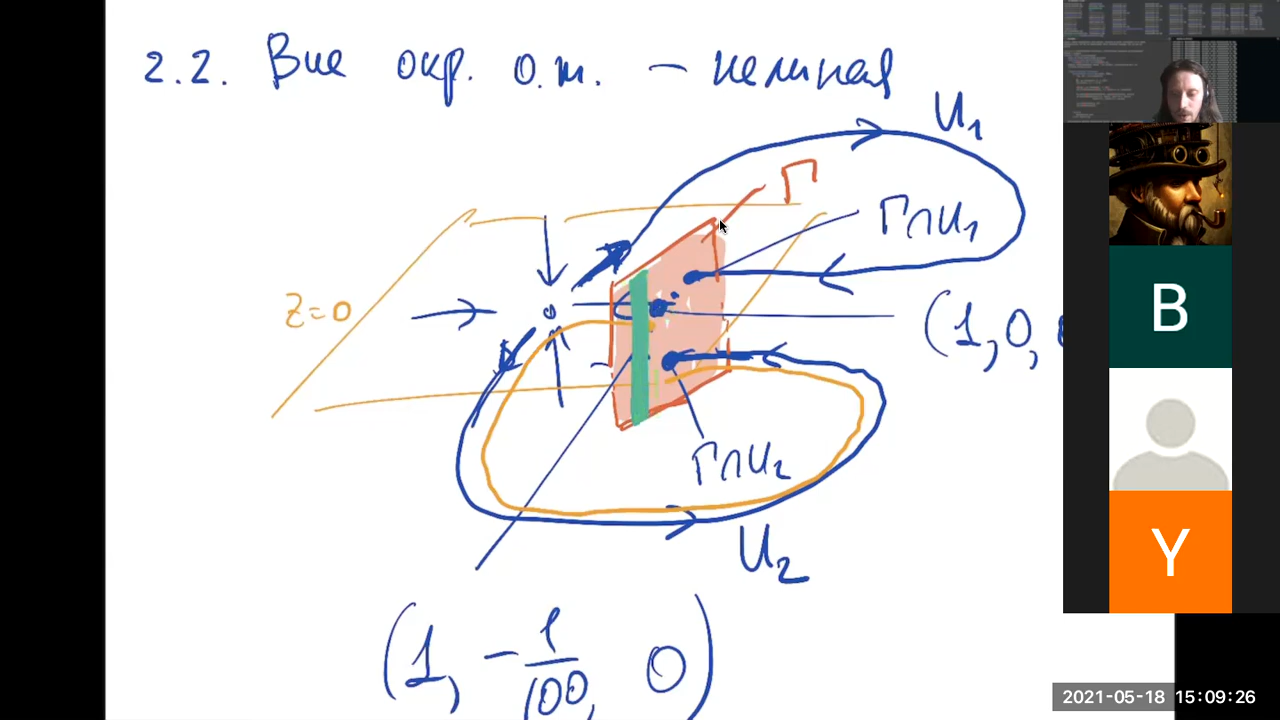 2.2. Вне окр. о.т. — нелиная
U₁
Γ
Γ∩U₁
Z=0
(1, 0,
Γ∩U₂
U₂
(1, -1/100, 0)
B
Y
2021-05-18 15:09:26